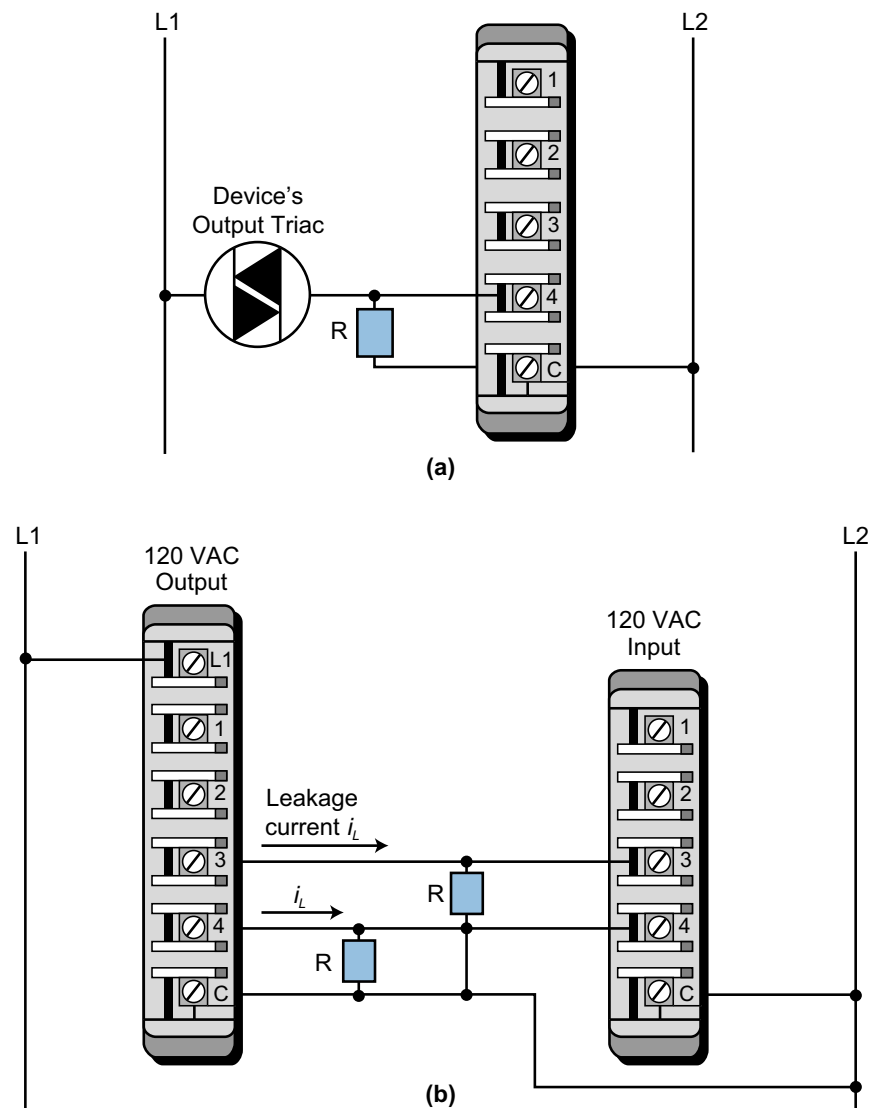 L1
L2
1
2
3
4
C
Device's
Output Triac
R
(a)
L1
L2
120 VAC
Output
L1
1
2
3
4
C
Leakage
current iL
iL
R
R
120 VAC
Input
1
2
3
4
C
(b)